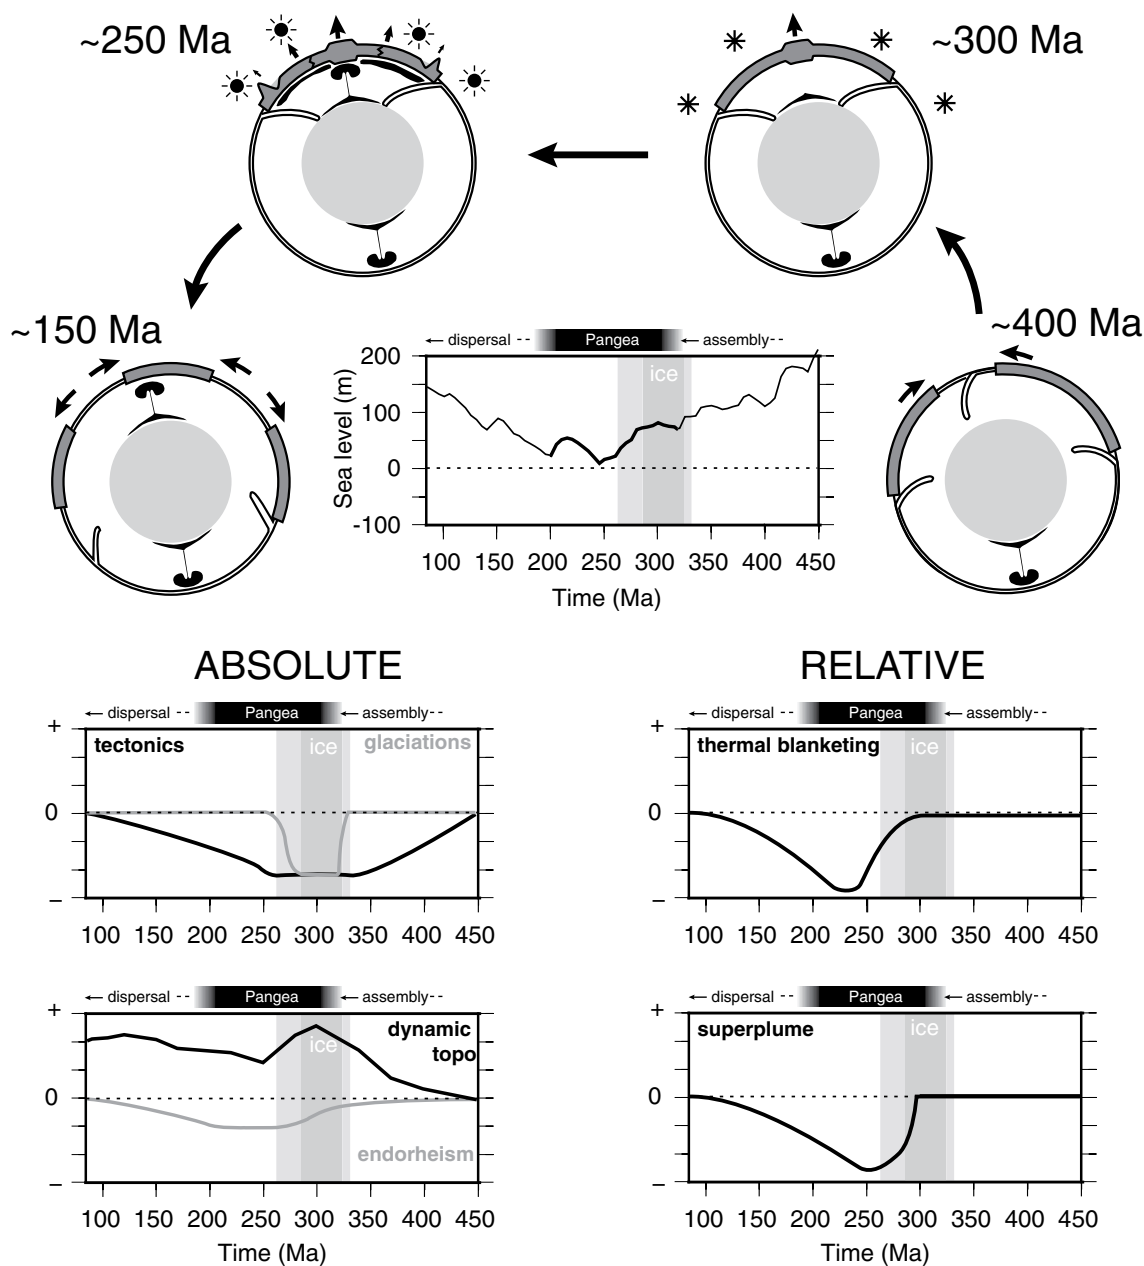 ~250 Ma
~300 Ma
~150 Ma
~400 Ma
← dispersal -- Pangea ← assembly--
ice
200
100
0
-100
Sea level (m)
100 150 200 250 300 350 400 450
Time (Ma)
ABSOLUTE
← dispersal -- Pangea ← assembly--
+
tectonics ice glaciations
0
−
100 150 200 250 300 350 400 450
← dispersal -- Pangea ← assembly--
+
dynamic
topo
ice
0
endorheism
−
100 150 200 250 300 350 400 450
Time (Ma)
RELATIVE
← dispersal -- Pangea ← assembly--
+
thermal blanketing ice
0
−
100 150 200 250 300 350 400 450
← dispersal -- Pangea ← assembly--
+
superplume ice
0
−
100 150 200 250 300 350 400 450
Time (Ma)